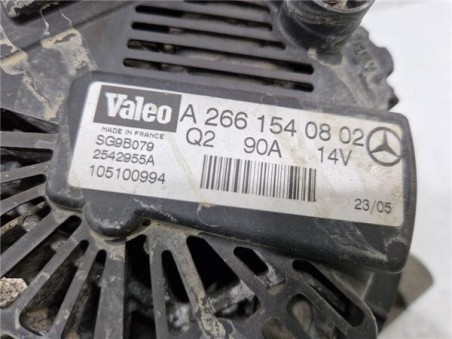 Valeo A 266 154 08 02
MADE IN FRANCE Q2 90A 14V
SG9B079
2542955A
105100994
23/05